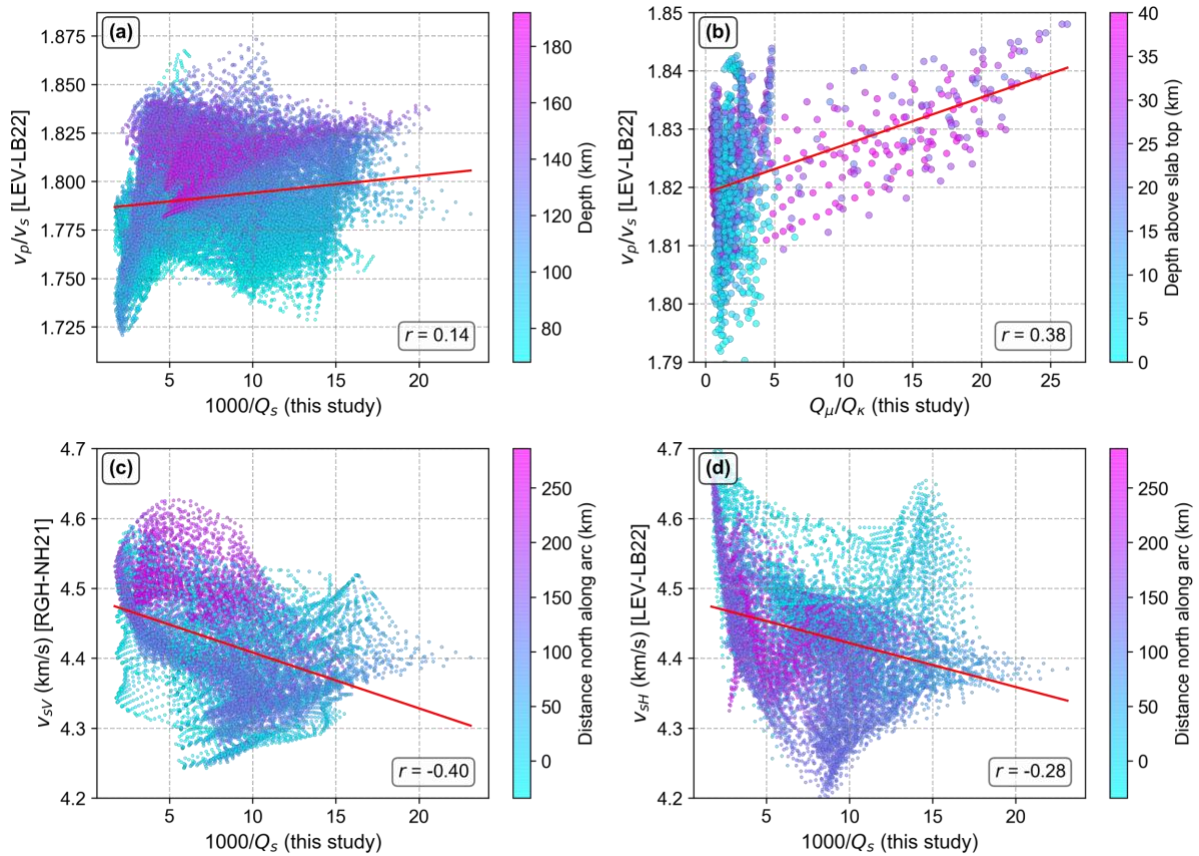 (a)
1.875
1.850
1.825
1.800
1.775
1.750
1.725
vp/vs [LEV-LB22]
5 10 15 20
1000/Qs (this study)
r = 0.14
180
160
140
120
100
80
Depth (km)
(b)
1.85
1.84
1.83
1.82
1.81
1.80
1.79
vp/vs [LEV-LB22]
0 5 10 15 20 25
Qμ/Qκ (this study)
r = 0.38
40
35
30
25
20
15
10
5
0
Depth above slab top (km)
(c)
4.7
4.6
4.5
4.4
4.3
4.2
vSV (km/s) [RGH-NH21]
5 10 15 20
1000/Qs (this study)
r = -0.40
250
200
150
100
50
0
Distance north along arc (km)
(d)
4.7
4.6
4.5
4.4
4.3
4.2
vSH (km/s) [LEV-LB22]
5 10 15 20
1000/Qs (this study)
r = -0.28
250
200
150
100
50
0
Distance north along arc (km)